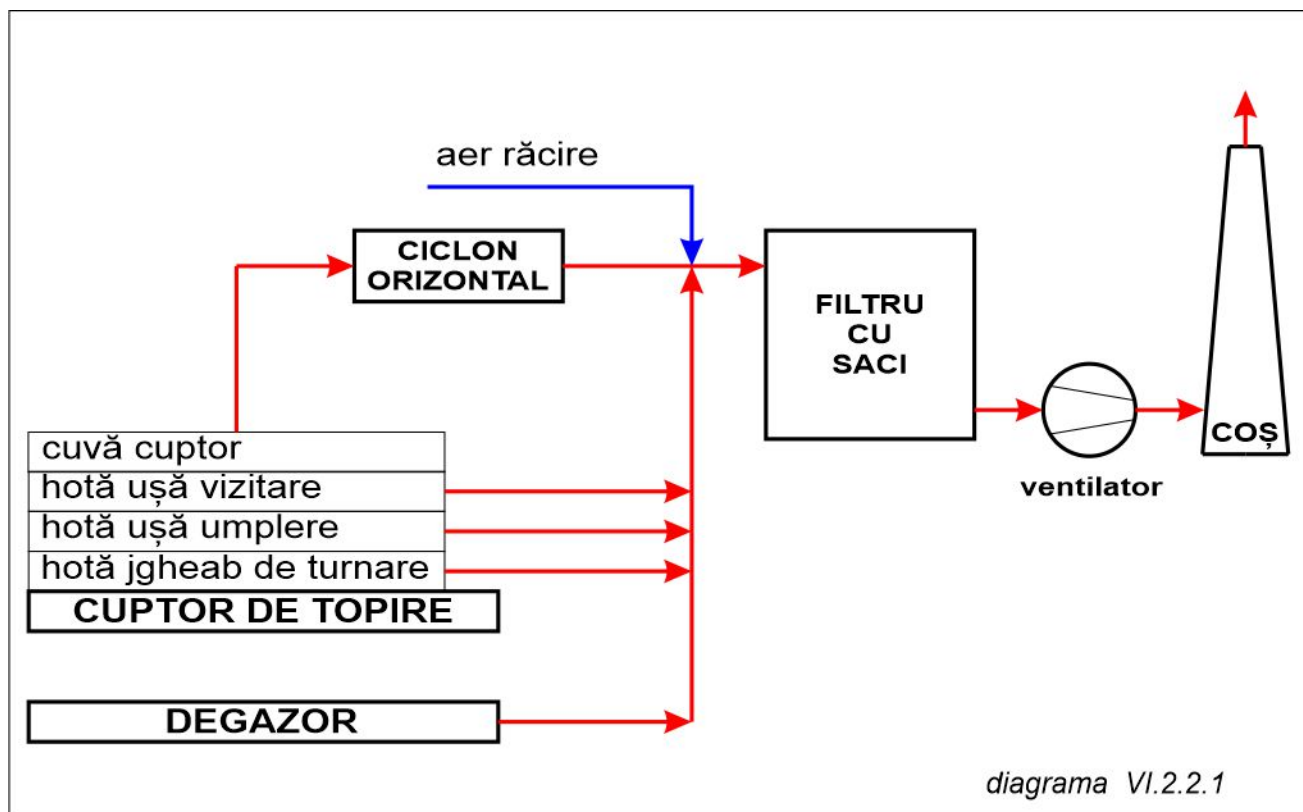 aer răcire
CICLON
ORIZONTAL
FILTRU
CU
SACI
cuvă cuptor
hotă ușă vizitare
hotă ușă umplere
hotă jgheab de turnare
CUPTOR DE TOPIRE
DEGAZOR
ventilator
COȘ
diagrama VI.2.2.1